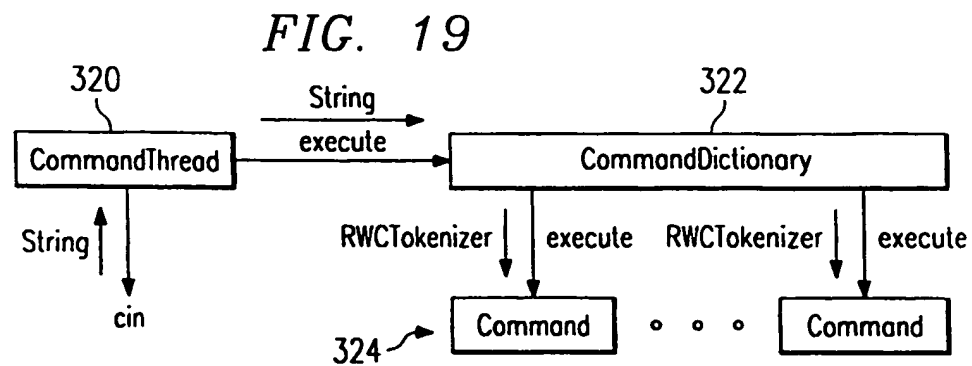 FIG. 19
320
322
String
execute
CommandThread
CommandDictionary
String
RWCTokenizer
execute
RWCTokenizer
execute
cin
Command
Command
324